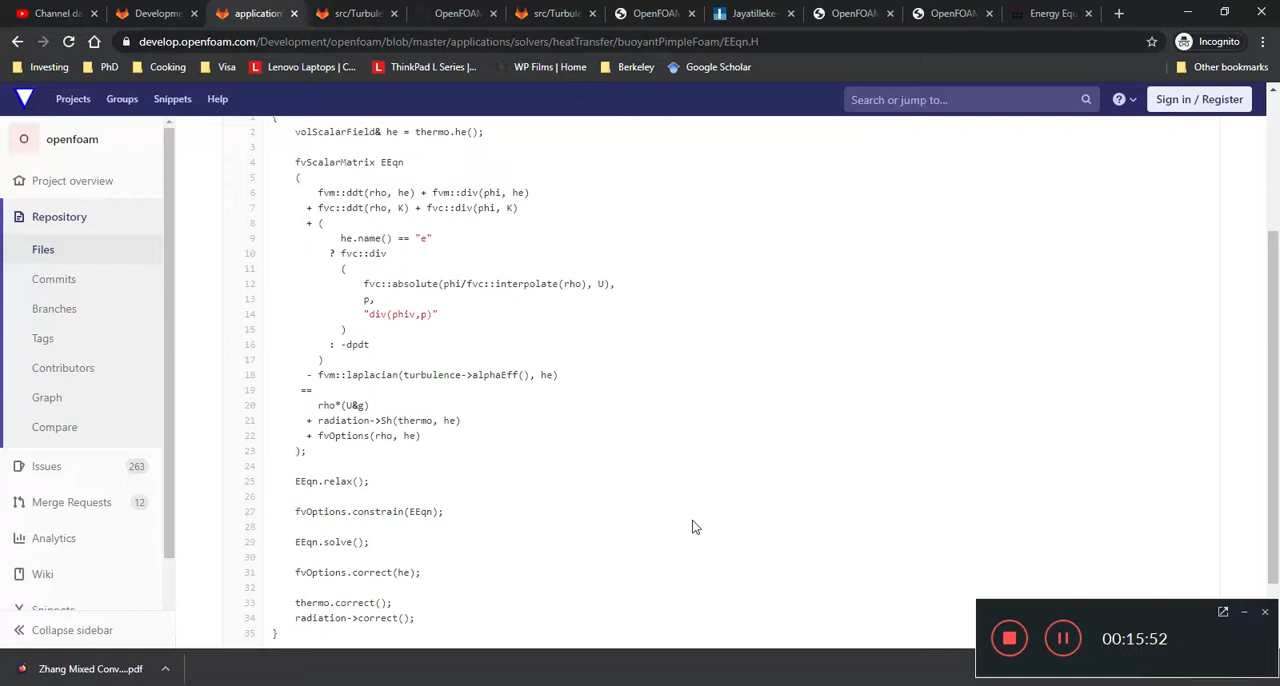 Channel da
Developme
application
src/Turbule
OpenFOAM
src/Turbule
OpenFOAM
Jayatilleke-
OpenFOAM
OpenFOAM
Energy Equ
develop.openfoam.com/Development/openfoam/blob/master/applications/solvers/heatTransfer/buoyantPimpleFoam/EEqn.H
Incognito
Investing
PhD
Cooking
Visa
Lenovo Laptops | C...
ThinkPad L Series |...
WP Films | Home
Berkeley
Google Scholar
Other bookmarks
Projects
Groups
Snippets
Help
Search or jump to...
Sign in / Register
O
openfoam
Project overview
Repository
Files
Commits
Branches
Tags
Contributors
Graph
Compare
Issues
263
Merge Requests
12
Analytics
Wiki
Snippets
Collapse sidebar
1 {
2 volScalarField& he = thermo.he();
3
4 fvScalarMatrix EEqn
5 (
6 fvm::ddt(rho, he) + fvm::div(phi, he)
7 + fvc::ddt(rho, K) + fvc::div(phi, K)
8 + (
9 he.name() == "e"
10 ? fvc::div
11 (
12 fvc::absolute(phi/fvc::interpolate(rho), U),
13 p,
14 "div(phiv,p)"
15 )
16 : -dpdt
17 )
18 - fvm::laplacian(turbulence->alphaEff(), he)
19 ==
20 rho*(U&g)
21 + radiation->Sh(thermo, he)
22 + fvOptions(rho, he)
23 );
24
25 EEqn.relax();
26
27 fvOptions.constrain(EEqn);
28
29 EEqn.solve();
30
31 fvOptions.correct(he);
32
33 thermo.correct();
34 radiation->correct();
35 }
00:15:52
Zhang Mixed Conv....pdf